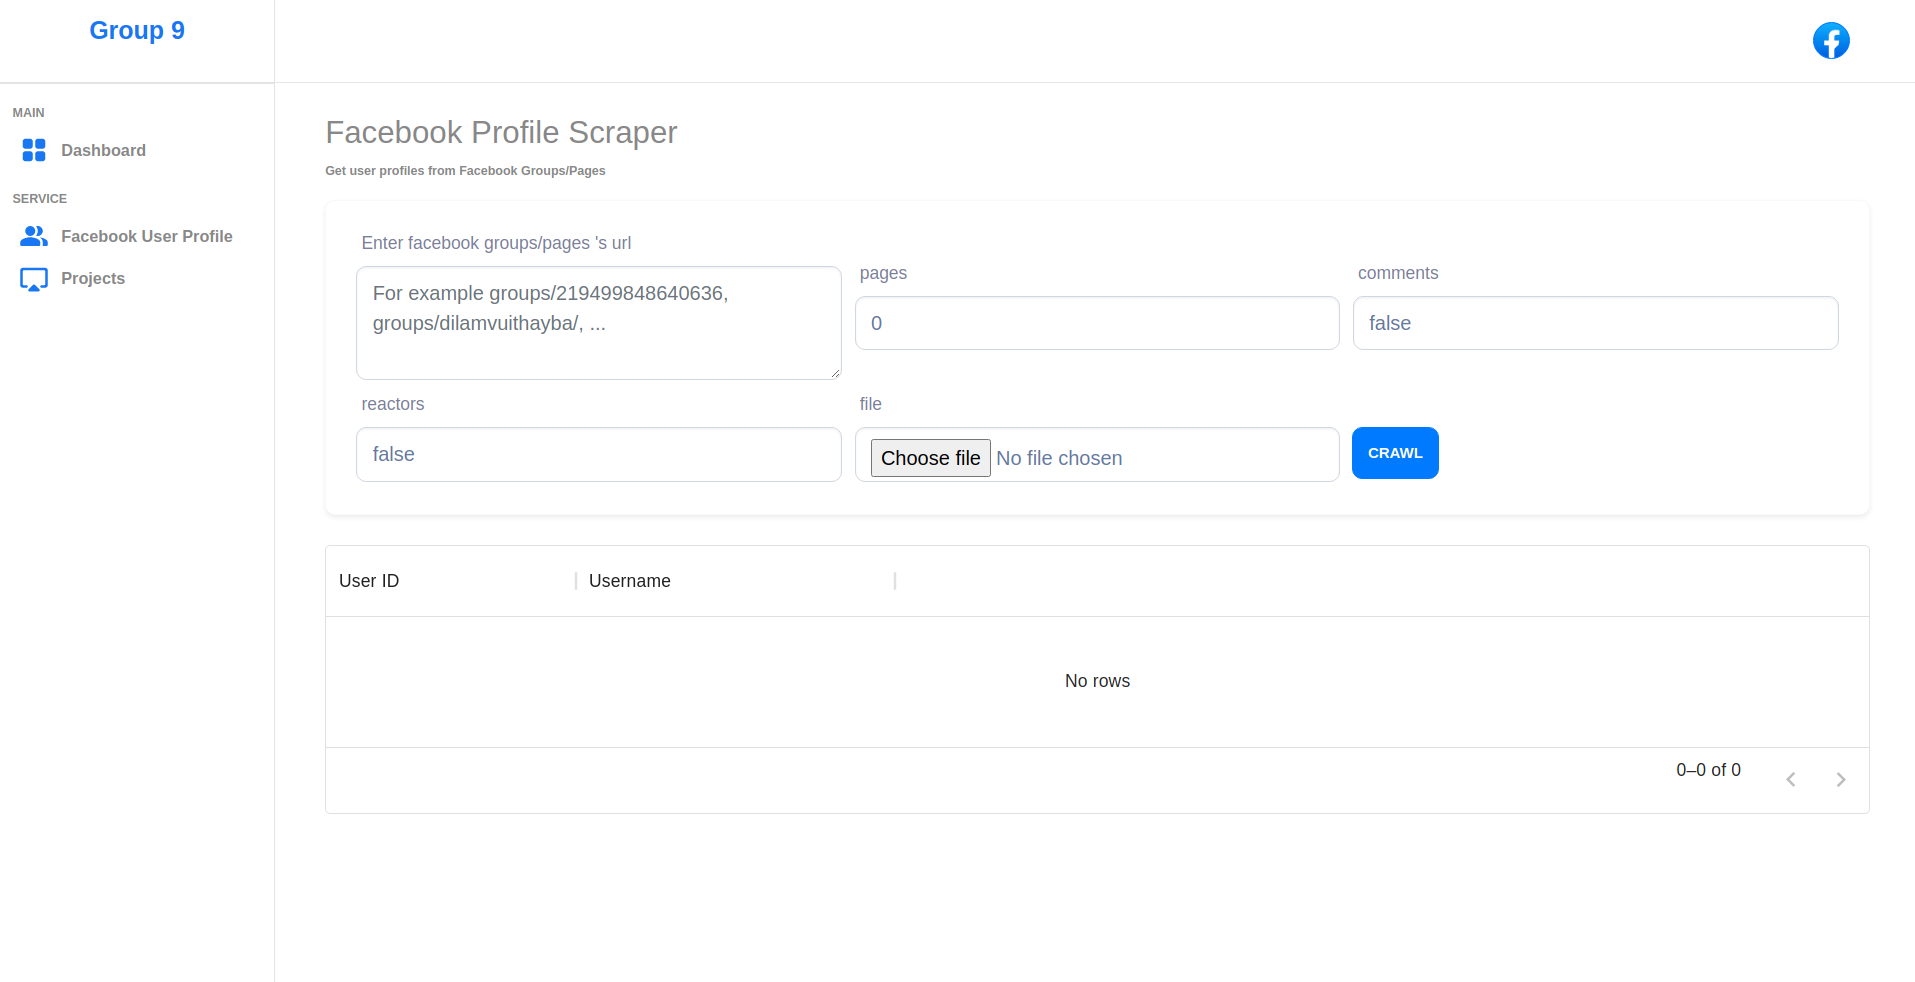 Group 9
MAIN
Dashboard
SERVICE
Facebook User Profile
Projects
Facebook Profile Scraper
Get user profiles from Facebook Groups/Pages
Enter facebook groups/pages 's url
For example groups/219499848640636,
groups/dilamvuithayba/, ...
pages
0
comments
false
reactors
false
file
Choose file No file chosen
CRAWL
User ID
Username
No rows
0–0 of 0